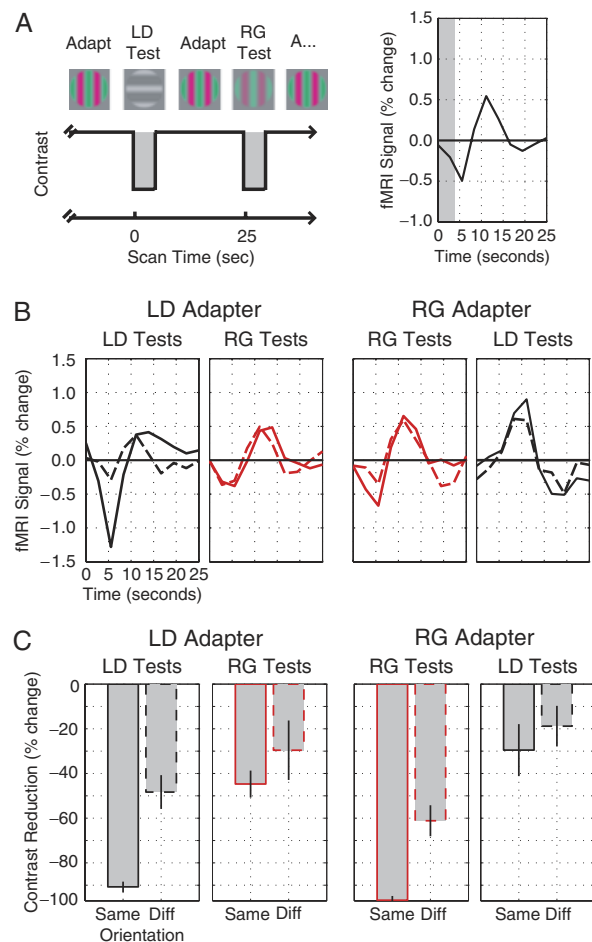 A
Adapt LD Test Adapt RG Test A...
Contrast
0 25
Scan Time (sec)
fMRI Signal (% change)
1.0
0.5
0.0
−0.5
−1.0
0 5 10 15 20 25
Time (seconds)
B
LD Adapter RG Adapter
LD Tests RG Tests RG Tests LD Tests
fMRI Signal (% change)
1.5
1.0
0.5
0.0
−0.5
−1.0
−1.5
0 5 10 15 20 25
Time (seconds)
C
LD Adapter RG Adapter
LD Tests RG Tests RG Tests LD Tests
Contrast Reduction (% change)
0
−20
−40
−60
−80
−100
Same Diff Same Diff Same Diff Same Diff
Orientation